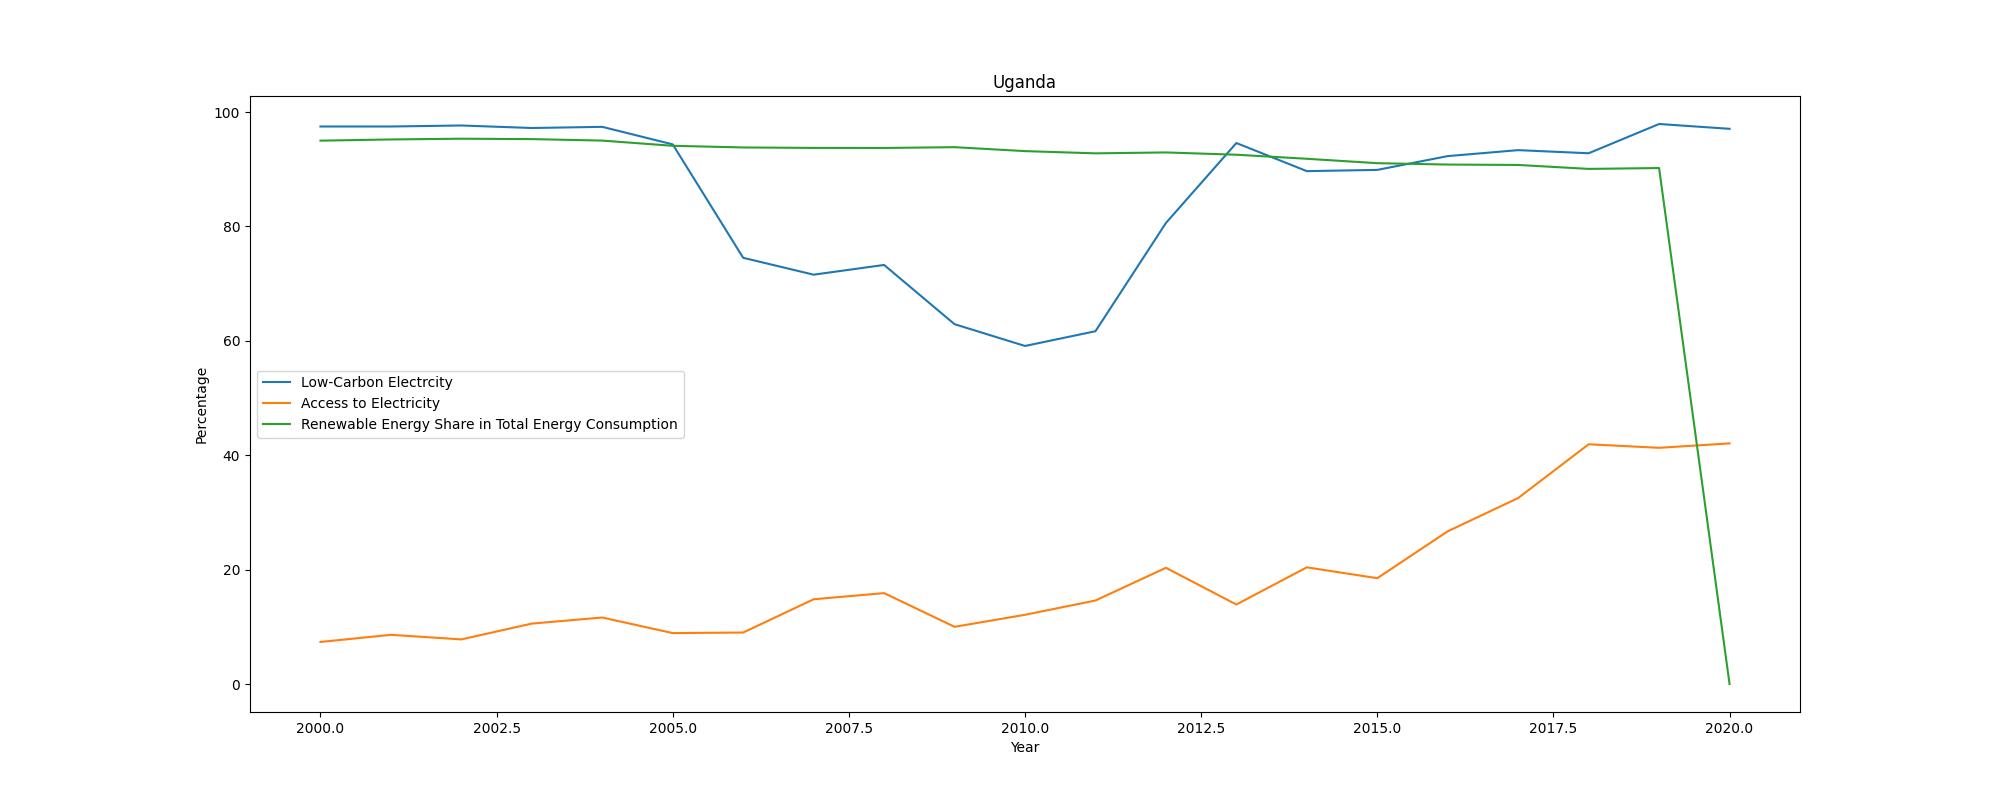 Uganda
100
80
60
40
20
0
Percentage
Low-Carbon Electrcity
Access to Electricity
Renewable Energy Share in Total Energy Consumption
2000.0 2002.5 2005.0 2007.5 2010.0 2012.5 2015.0 2017.5 2020.0
Year